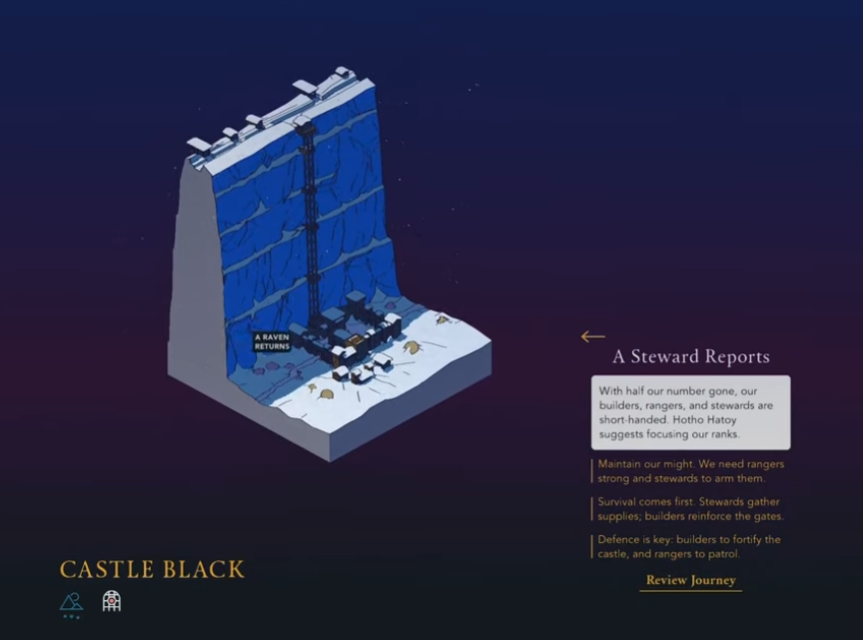 A RAVEN
RETURNS
A Steward Reports
With half our number gone, our
builders, rangers, and stewards are
short-handed. Hotho Hatoy
suggests focusing our ranks.
Maintain our might. We need rangers
strong and stewards to arm them.
Survival comes first. Stewards gather
supplies; builders reinforce the gates.
Defence is key: builders to fortify the
castle, and rangers to patrol.
Review Journey
CASTLE BLACK